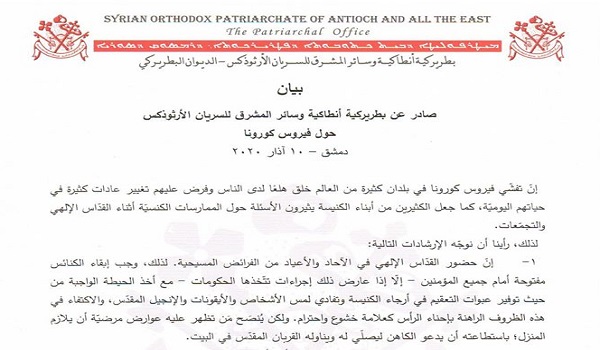 SYRIAN ORTHODOX PATRIARCHATE OF ANTIOCH AND ALL THE EAST
The Patriarchal Office
بطريركية أنطاكية وسائر المشرق للسريان الأرثوذكس – الديوان البطريركي
بيان
صادر عن بطريركية أنطاكية وسائر المشرق للسريان الأرثوذكس
حول فيروس كورونا
دمشق – ١٠ آذار ٢٠٢٠
إنّ تفشّي فيروس كورونا في بلدان كثيرة من العالم خلق هلعًا لدى الناس وفرض عليهم تغيير عادات كثيرة في
حياتهم اليوميّة، كما جعل الكثيرين من أبناء الكنيسة يثيرون الأسئلة حول الممارسات الكنسيّة أثناء القدّاس الإلهي
والتجمّعات.
لذلك، رأينا أن نوجّه الإرشادات التالية:
١– إنّ حضور القدّاس الإلهي في الآحاد والأعياد من الفرائض المسيحية. لذلك، وجب إبقاء الكنائس
مفتوحة أمام جميع المؤمنين – إلّا إذا عارض ذلك إجراءات تتّخذها الحكومات – مع أخذ الحيطة الواجبة من
حيث توفير عبوات التعقيم في أرجاء الكنيسة وتفادي لمس الأشخاص والأيقونات والإنجيل المقدّس، والاكتفاء في
هذه الظروف الراهنة بإحناء الرأس كعلامة خشوع واحترام. ولكن يُنصَح مَن تظهر عليه عوارض مرضيّة أن يلازم
المنزل؛ باستطاعته أن يدعو الكاهن ليصلّي له ويناوله القربان المقدّس في البيت.